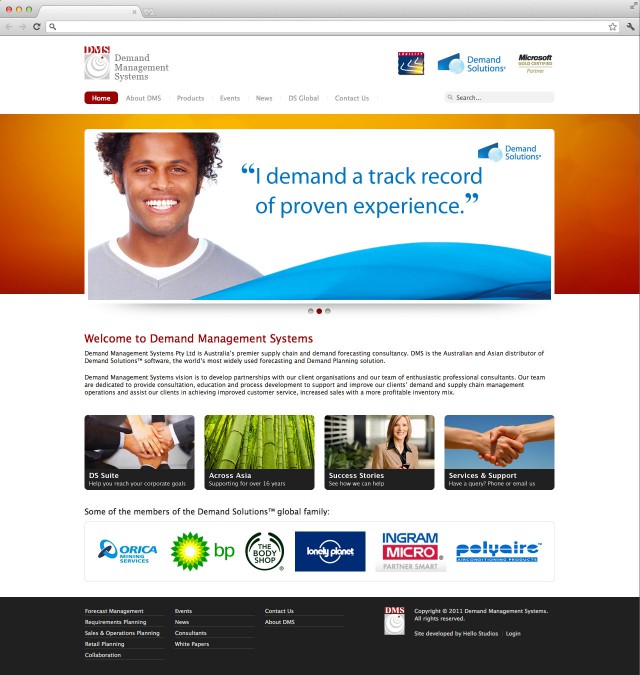 DMS
Demand
Management
Systems
LOGILITY
Demand
Solutions®
Microsoft
GOLD CERTIFIED
Partner
Home
About DMS
Products
Events
News
DS Global
Contact Us
Search...
Demand
Solutions®
“I demand a track record
of proven experience.”
Welcome to Demand Management Systems
Demand Management Systems Pty Ltd is Australia's premier supply chain and demand forecasting consultancy. DMS is the Australian and Asian distributor of
Demand Solutions™ software, the world's most widely used forecasting and Demand Planning solution.
Demand Management Systems vision is to develop partnerships with our client organisations and our team of enthusiastic professional consultants. Our team
are dedicated to provide consultation, education and process development to support and improve our clients' demand and supply chain management
operations and assist our clients in achieving improved customer service, increased sales with a more profitable inventory mix.
DS Suite
Help you reach your corporate goals
Across Asia
Supporting for over 16 years
Success Stories
See how we can help
Services & Support
Have a query? Phone or email us
Some of the members of the Demand Solutions™ global family:
ORICA
MINING
SERVICES
bp
THE
BODY
SHOP®
lonely planet
INGRAM
MICRO®
PARTNER SMART
polyaire™
AIRCONDITIONING PRODUCTS
Forecast Management
Requirements Planning
Sales & Operations Planning
Retail Planning
Collaboration
Events
News
Consultants
White Papers
Contact Us
About DMS
DMS
Copyright © 2011 Demand Management Systems.
All rights reserved.
Site developed by Hello Studios | Login